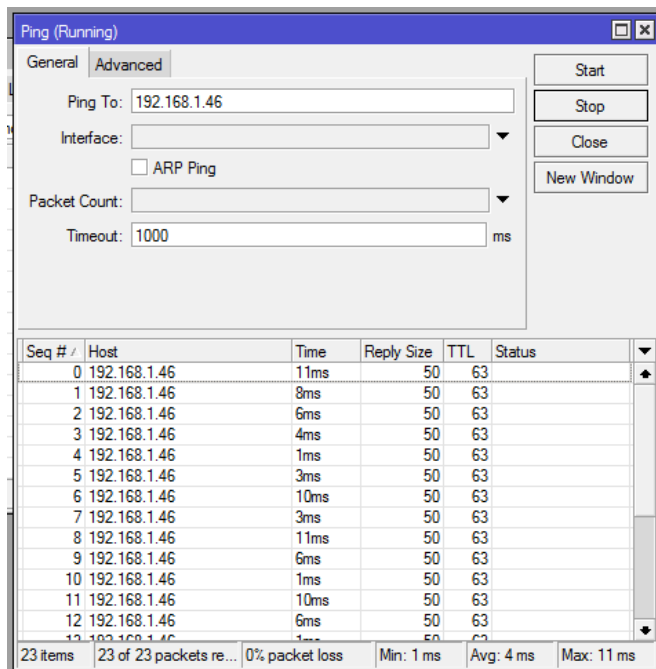 Ping (Running)
General Advanced
Start
Ping To: 192.168.1.46
Stop
Interface:
Close
ARP Ping
New Window
Packet Count:
Timeout: 1000 ms
Seq # Host Time Reply Size TTL Status
0 192.168.1.46 11ms 50 63
1 192.168.1.46 8ms 50 63
2 192.168.1.46 6ms 50 63
3 192.168.1.46 4ms 50 63
4 192.168.1.46 1ms 50 63
5 192.168.1.46 3ms 50 63
6 192.168.1.46 10ms 50 63
7 192.168.1.46 3ms 50 63
8 192.168.1.46 11ms 50 63
9 192.168.1.46 6ms 50 63
10 192.168.1.46 1ms 50 63
11 192.168.1.46 10ms 50 63
12 192.168.1.46 6ms 50 63
23 items 23 of 23 packets re... 0% packet loss Min: 1 ms Avg: 4 ms Max: 11 ms